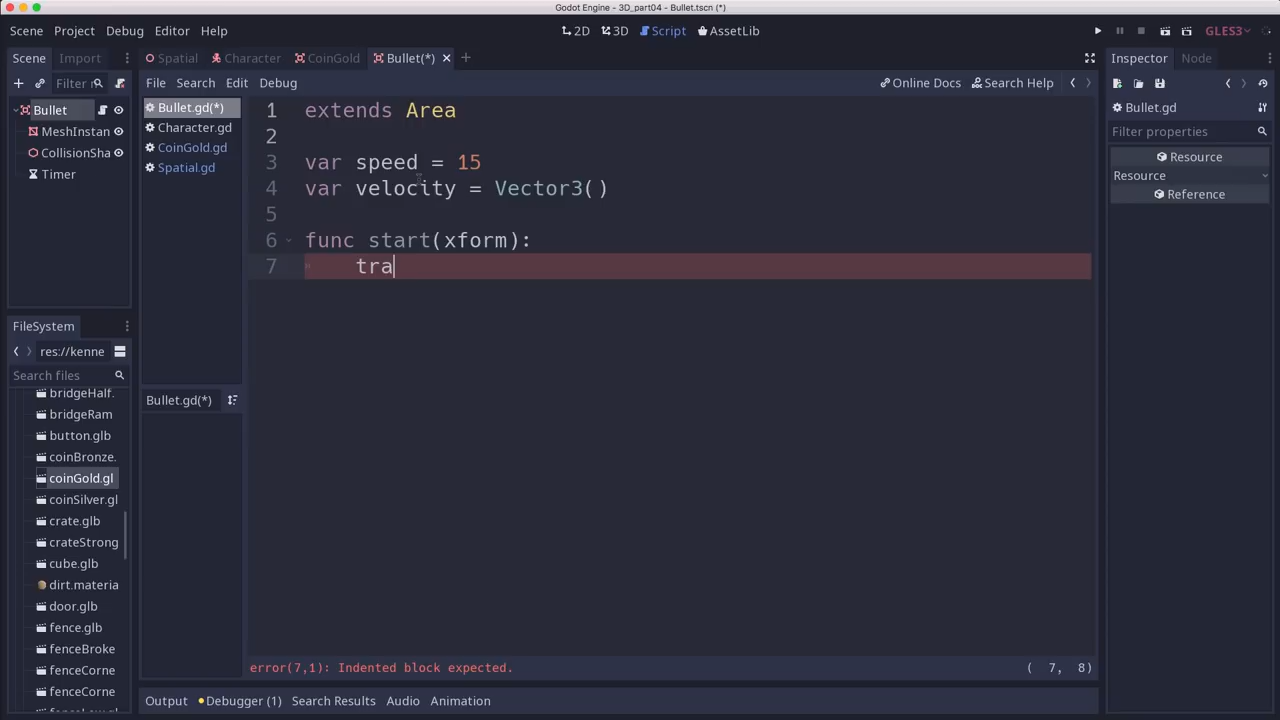 Godot Engine - 3D_part04 - Bullet.tscn (*)
Scene Project Debug Editor Help
2D 3D Script AssetLib
GLES3
Scene Import
Spatial Character CoinGold Bullet(*)
Inspector Node
Filter
File Search Edit Debug
Online Docs Search Help
Bullet
MeshInstan
CollisionSha
Timer
Bullet.gd(*)
Character.gd
CoinGold.gd
Spatial.gd
Bullet.gd(*)
1 extends Area
2
3 var speed = 15
4 var velocity = Vector3()
5
6 func start(xform):
7 tra
Bullet.gd
Filter properties
Resource
Resource
Reference
FileSystem
res://kenne
Search files
bridgeHalf.
bridgeRam
button.glb
coinBronze.
coinGold.gl
coinSilver.gl
crate.glb
crateStrong
cube.glb
dirt.materia
door.glb
fence.glb
fenceBroke
fenceCorne
fenceCorne
fenceLow.gl
error(7,1): Indented block expected.
( 7, 8)
Output Debugger (1) Search Results Audio Animation